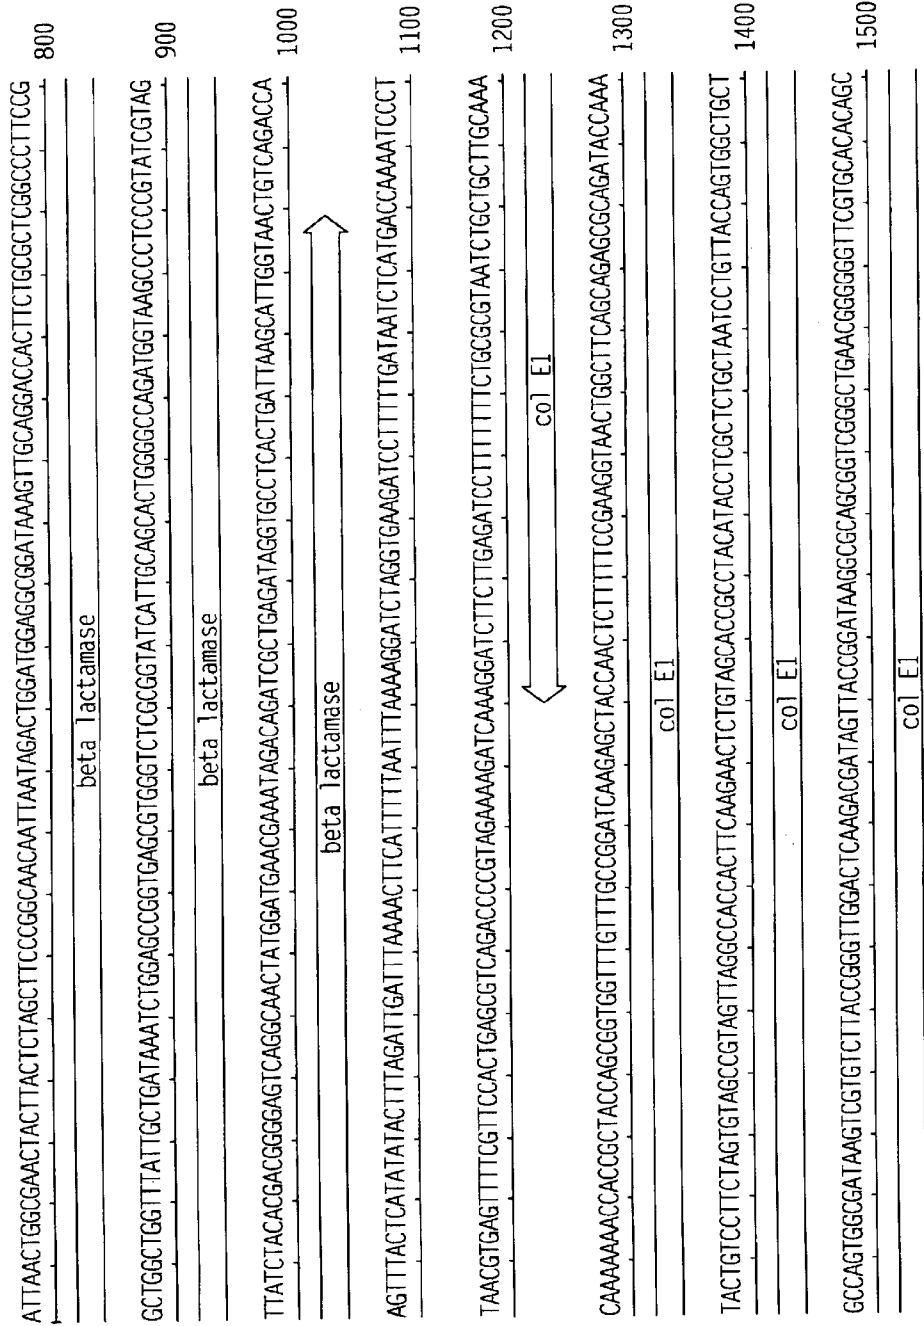 ATTAACTGGCGAACTACTTACTCTAGCTTCCCGGCAACAATTAATAGACTGGATGGAGGCGGATAAAGTTGCAGGACCACTTCTGCGCTCGGCCCTTCCG 800
beta lactamase
GCTGGCTGGTTTATTGCTGATAAATCTGGAGCCGGTGAGCGTGGGTCTCGCGGTATCATTGCAGCACTGGGGCCAGATGGTAAGCCCTCCCGTATCGTAG 900
beta lactamase
TTATCTACACGACGGGGAGTCAGGCAACTATGGATGAACGAAATAGACAGATCGCTGAGATAGGTGCCTCACTGATTAAGCATTGGTAACTGTCAGACCA 1000
beta lactamase
AGTTTACTCATATATACTTTAGATTGATTTAAAACTTCATTTTTAATTTAAAAGGATCTAGGTGAAGATCCTTTTTGATAATCTCATGACCAAAATCCCT 1100
TAACGTGAGTTTTCGTTCCACTGAGCGTCAGACCCCGTAGAAAAGATCAAAGGATCTTCTTGAGATCCTTTTTTTCTGCGCGTAATCTGCTGCTTGCAAA 1200
col E1
CAAAAAAACCACCGCTACCAGCGGTGGTTTGTTTGCCGGATCAAGAGCTACCAACTCTTTTTCCGAAGGTAACTGGCTTCAGCAGAGCGCAGATACCAAA 1300
col E1
TACTGTCCTTCTAGTGTAGCCGTAGTTAGGCCACCACTTCAAGAACTCTGTAGCACCGCCTACATACCTCGCTCTGCTAATCCTGTTACCAGTGGCTGCT 1400
col E1
GCCAGTGGCGATAAGTCGTGTCTTACCGGGTTGGACTCAAGACGATAGTTACCGGATAAGGCGCAGCGGTCGGGCTGAACGGGGGGTTCGTGCACACAGC 1500
col E1